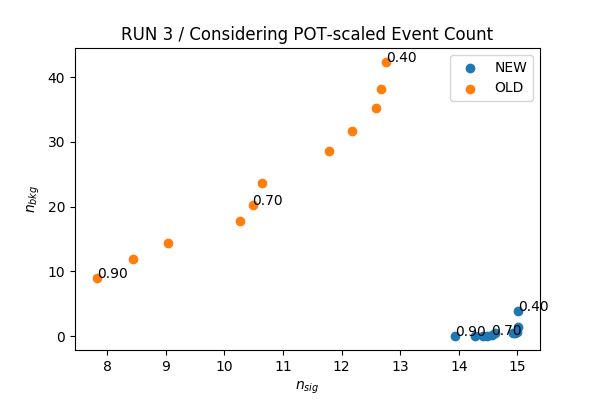 RUN 3 / Considering POT-scaled Event Count
NEW
OLD
0.40
0.70
0.90
0.40
0.70
0.90
n_bkg
40
30
20
10
0
8 9 10 11 12 13 14 15
n_sig